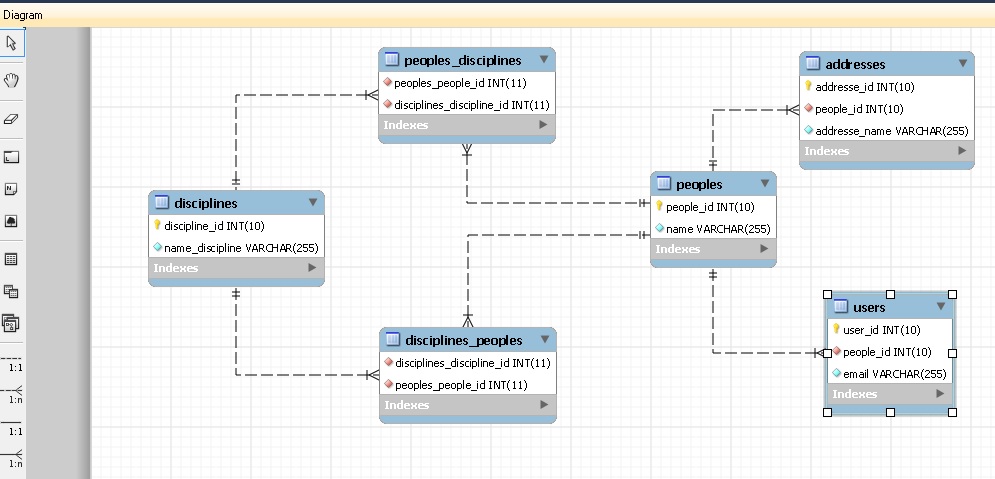 Diagram
peoples_disciplines
peoples_people_id INT(11)
disciplines_discipline_id INT(11)
Indexes
addresses
addresse_id INT(10)
people_id INT(10)
addresse_name VARCHAR(255)
Indexes
disciplines
discipline_id INT(10)
name_discipline VARCHAR(255)
Indexes
peoples
people_id INT(10)
name VARCHAR(255)
Indexes
disciplines_peoples
disciplines_discipline_id INT(11)
peoples_people_id INT(11)
Indexes
users
user_id INT(10)
people_id INT(10)
email VARCHAR(255)
Indexes
1:1
1:n
1:1
1:n